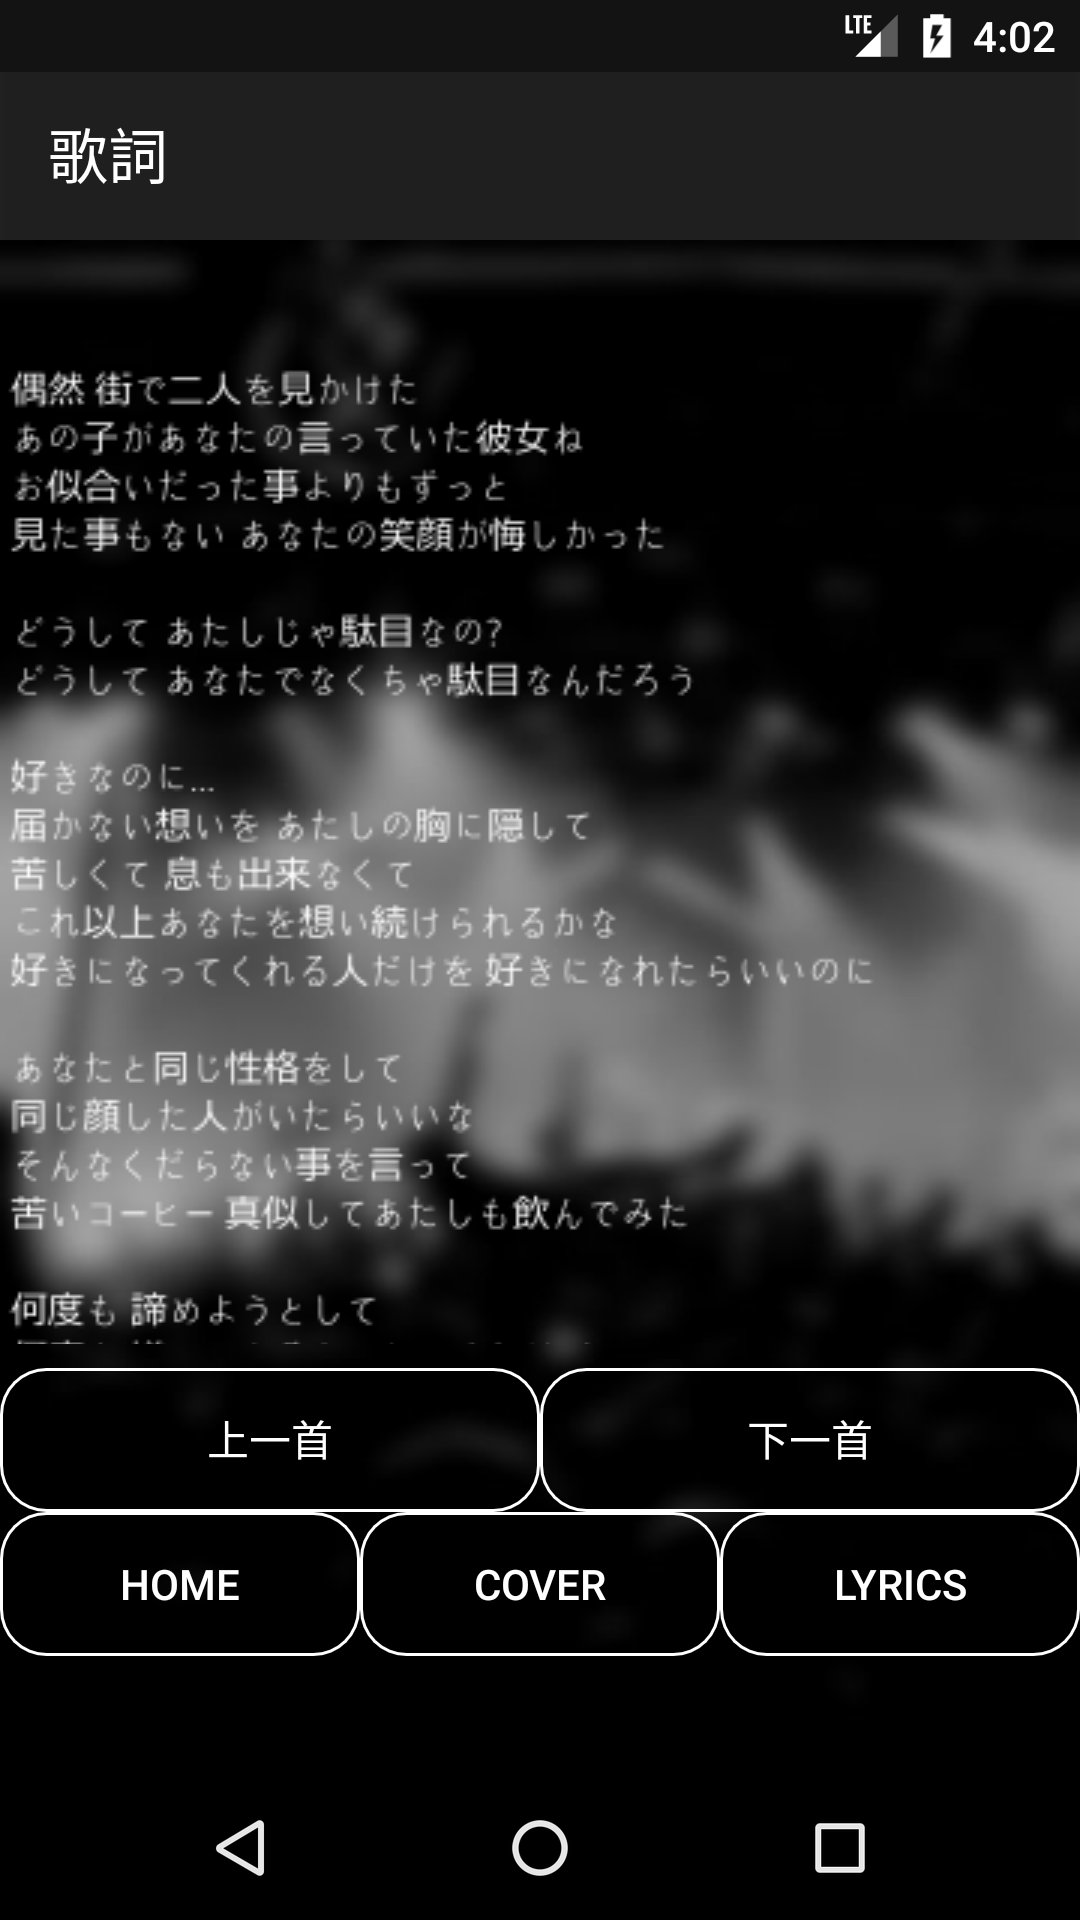 LTE 4:02
歌詞
偶然 街で二人を見かけた
あの子があなたの言っていた彼女ね
お似合いだった事よりもずっと
見た事もない あなたの笑顔が悔しかった
どうして あたしじゃ駄目なの?
どうして あなたでなくちゃ駄目なんだろう
好きなのに...
届かない想いを あたしの胸に隠して
苦しくて 息も出来なくて
これ以上あなたを想い続けられるかな
好きになってくれる人だけを 好きになれたらいいのに
あなたと同じ性格をして
同じ顔した人がいたらいいな
そんなくだらない事を言って
苦いコーヒー 真似してあたしも飲んでみた
何度も 諦めようとして
上一首 下一首
HOME COVER LYRICS